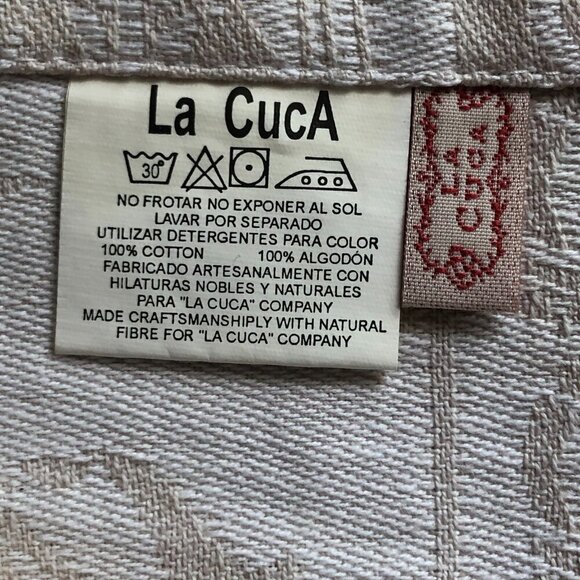 La CucA
30°
NO FROTAR NO EXPONER AL SOL
LAVAR POR SEPARADO
UTILIZAR DETERGENTES PARA COLOR
100% COTTON 100% ALGODÓN
FABRICADO ARTESANALMENTE CON
HILATURAS NOBLES Y NATURALES
PARA "LA CUCA" COMPANY
MADE CRAFTSMANSHIPLY WITH NATURAL
FIBRE FOR "LA CUCA" COMPANY
LA
CUCA